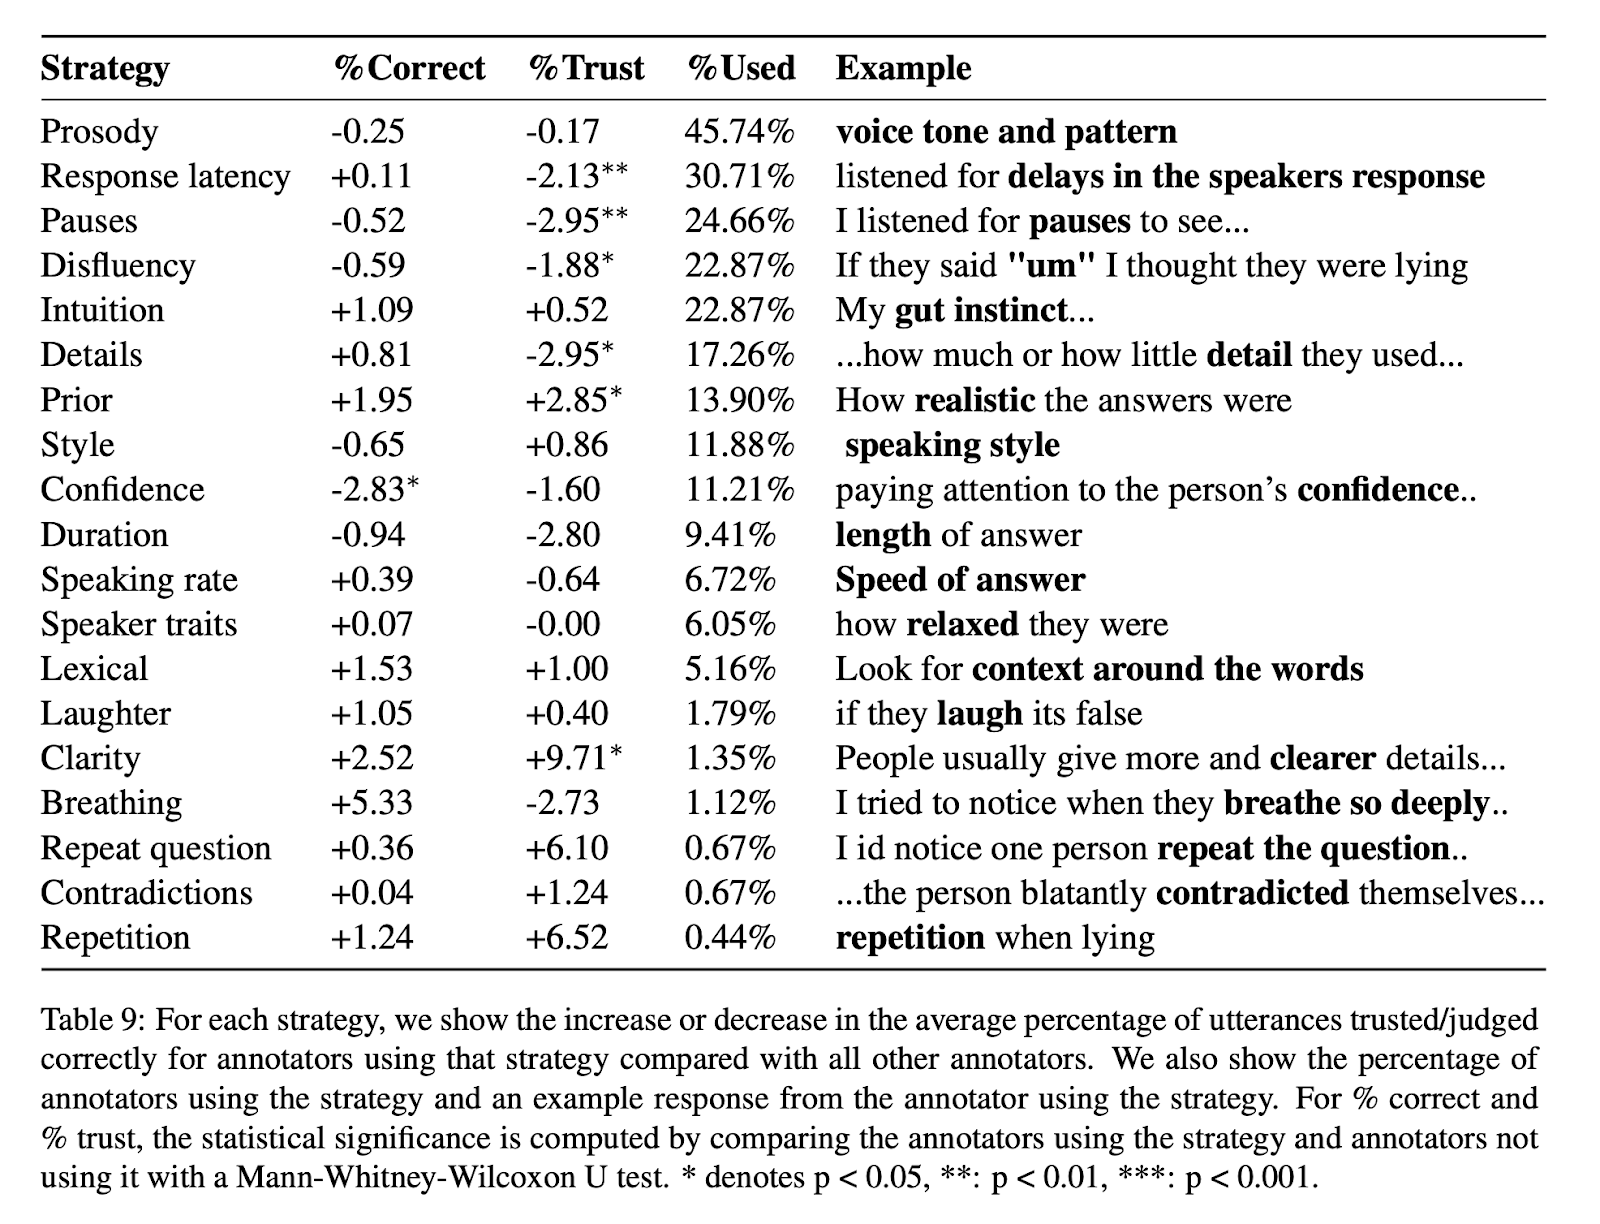 Strategy %Correct %Trust %Used Example
Prosody -0.25 -0.17 45.74% voice tone and pattern
Response latency +0.11 -2.13** 30.71% listened for delays in the speakers response
Pauses -0.52 -2.95** 24.66% I listened for pauses to see...
Disfluency -0.59 -1.88* 22.87% If they said "um" I thought they were lying
Intuition +1.09 +0.52 22.87% My gut instinct...
Details +0.81 -2.95* 17.26% ...how much or how little detail they used...
Prior +1.95 +2.85* 13.90% How realistic the answers were
Style -0.65 +0.86 11.88% speaking style
Confidence -2.83* -1.60 11.21% paying attention to the person's confidence..
Duration -0.94 -2.80 9.41% length of answer
Speaking rate +0.39 -0.64 6.72% Speed of answer
Speaker traits +0.07 -0.00 6.05% how relaxed they were
Lexical +1.53 +1.00 5.16% Look for context around the words
Laughter +1.05 +0.40 1.79% if they laugh its false
Clarity +2.52 +9.71* 1.35% People usually give more and clearer details...
Breathing +5.33 -2.73 1.12% I tried to notice when they breathe so deeply..
Repeat question +0.36 +6.10 0.67% I id notice one person repeat the question..
Contradictions +0.04 +1.24 0.67% ...the person blatantly contradicted themselves...
Repetition +1.24 +6.52 0.44% repetition when lying
Table 9: For each strategy, we show the increase or decrease in the average percentage of utterances trusted/judged
correctly for annotators using that strategy compared with all other annotators. We also show the percentage of
annotators using the strategy and an example response from the annotator using the strategy. For % correct and
% trust, the statistical significance is computed by comparing the annotators using the strategy and annotators not
using it with a Mann-Whitney-Wilcoxon U test. * denotes p < 0.05, **: p < 0.01, ***: p < 0.001.